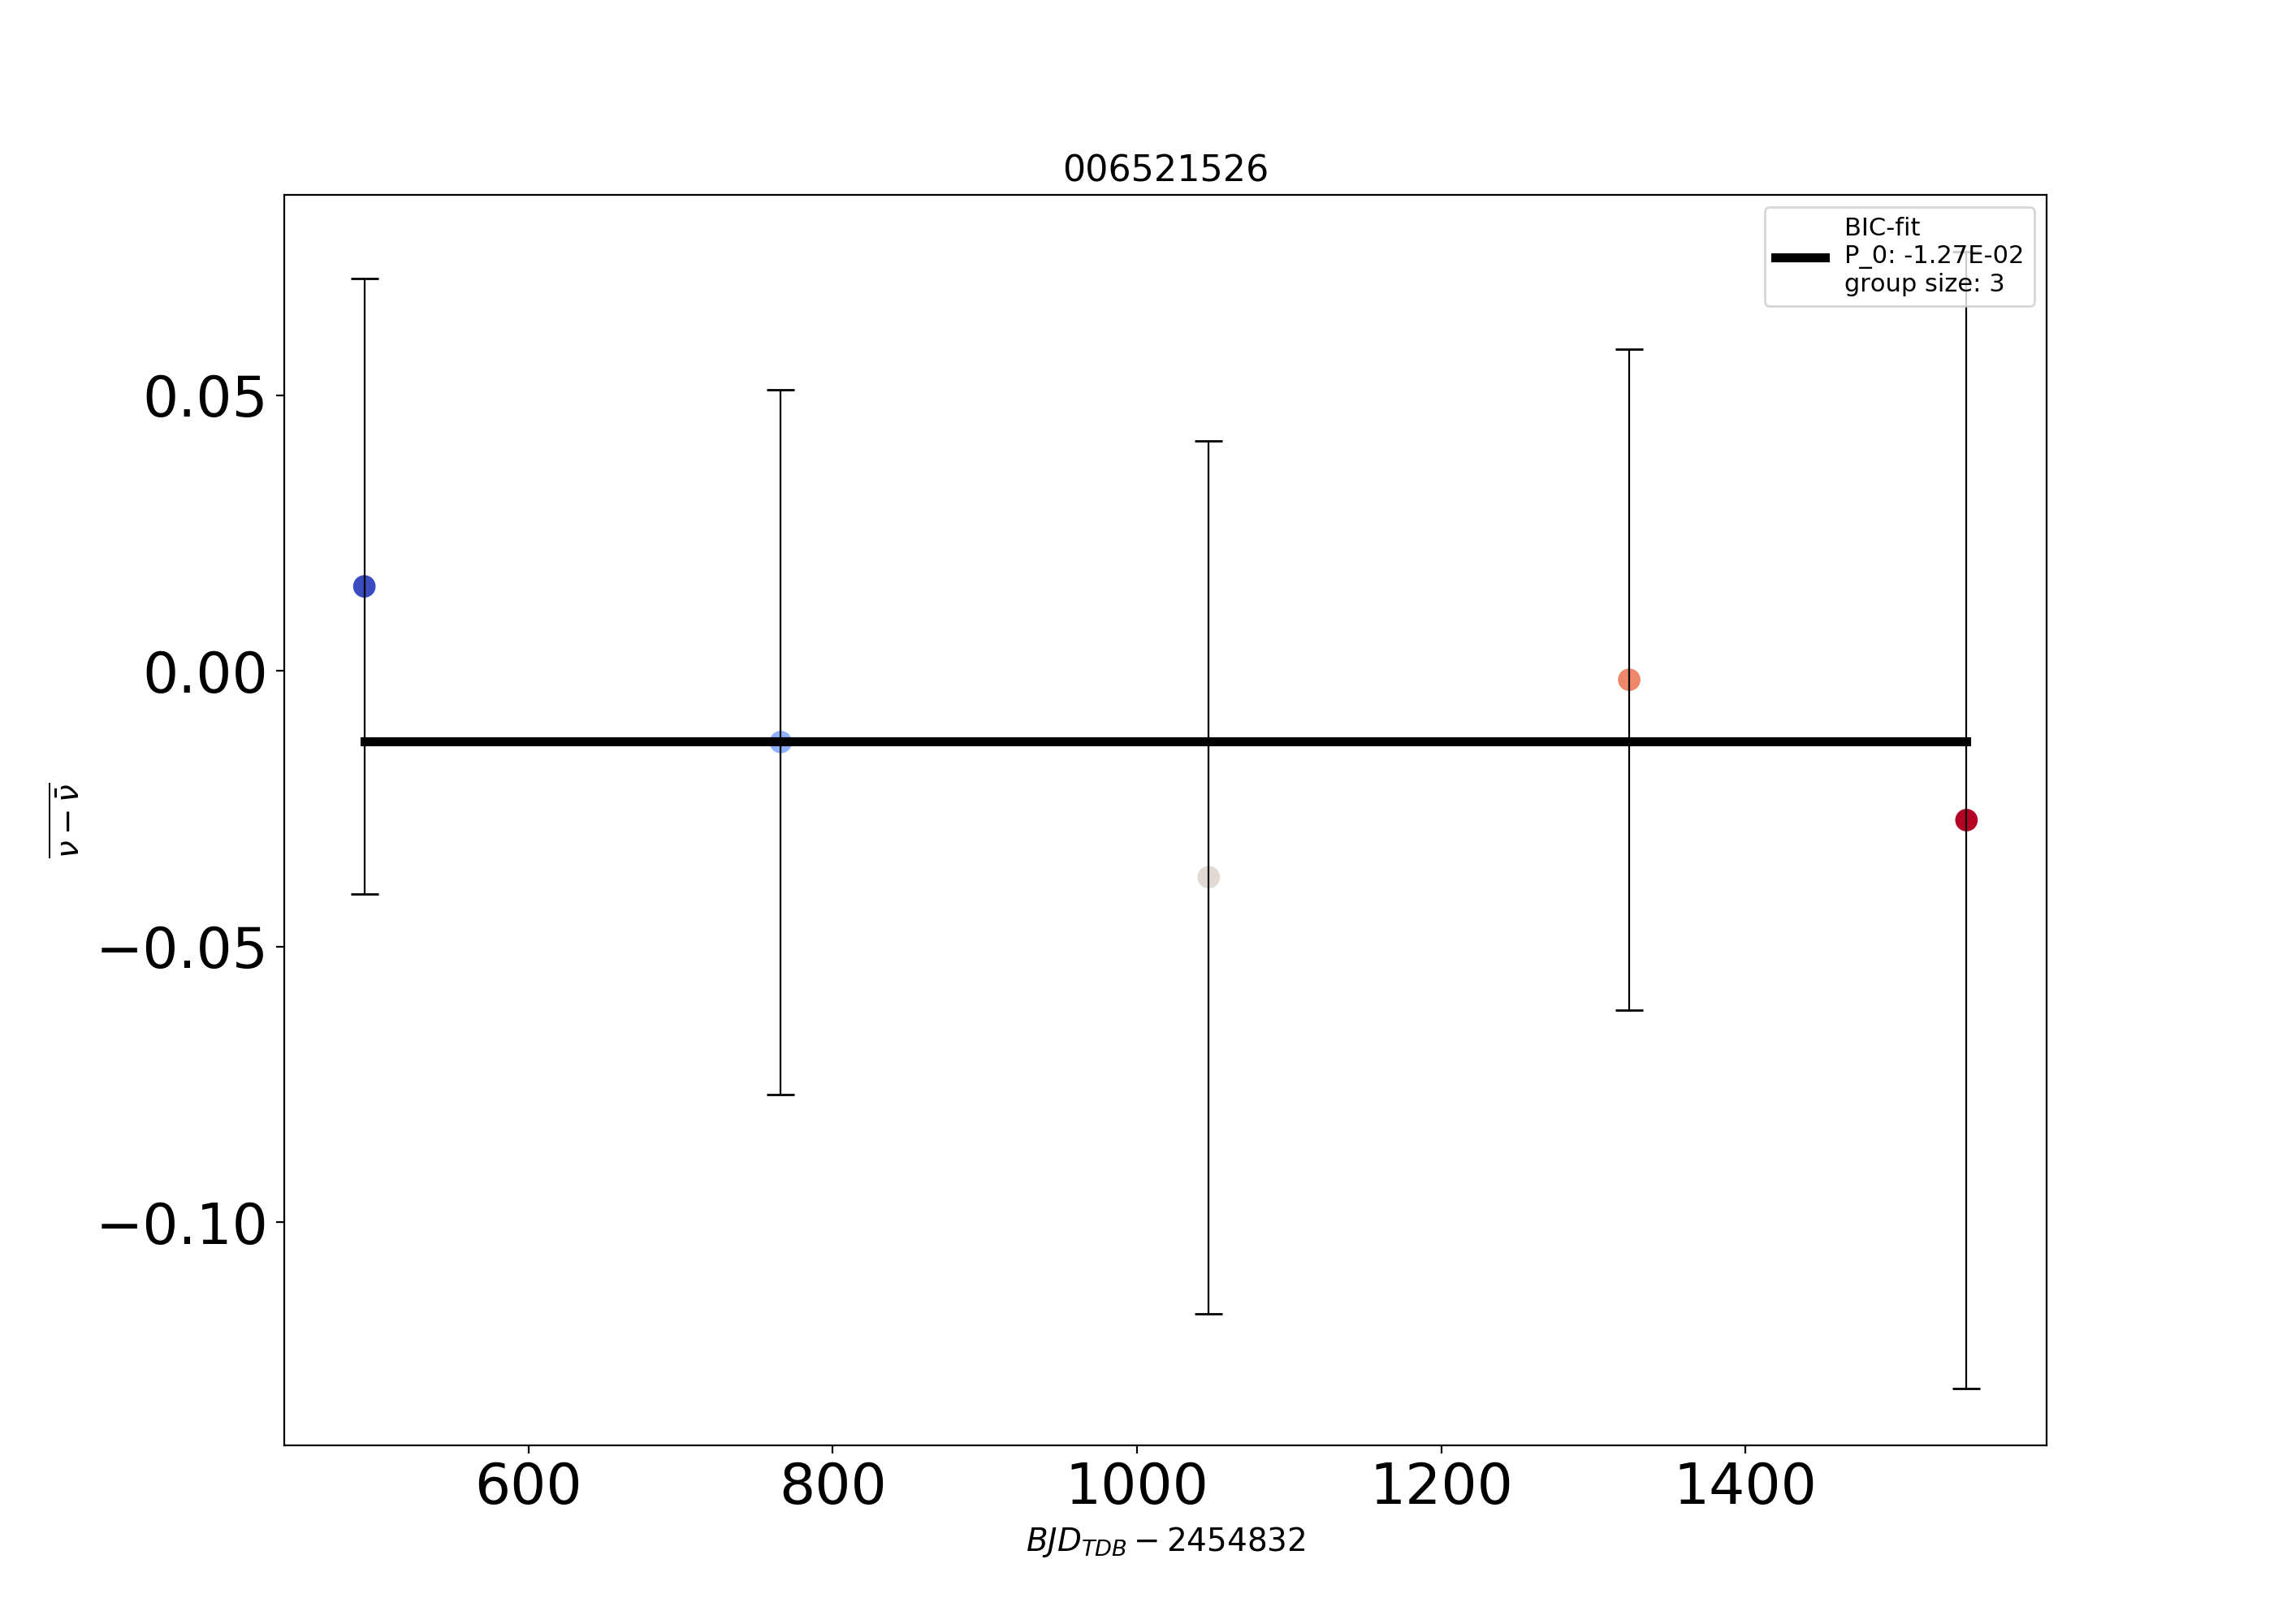 006521526
BIC-fit
P_0: -1.27E-02
group size: 3
0.05
0.00
−0.05
−0.10
600 800 1000 1200 1400
BJD_TDB − 2454832
ν − ν̄